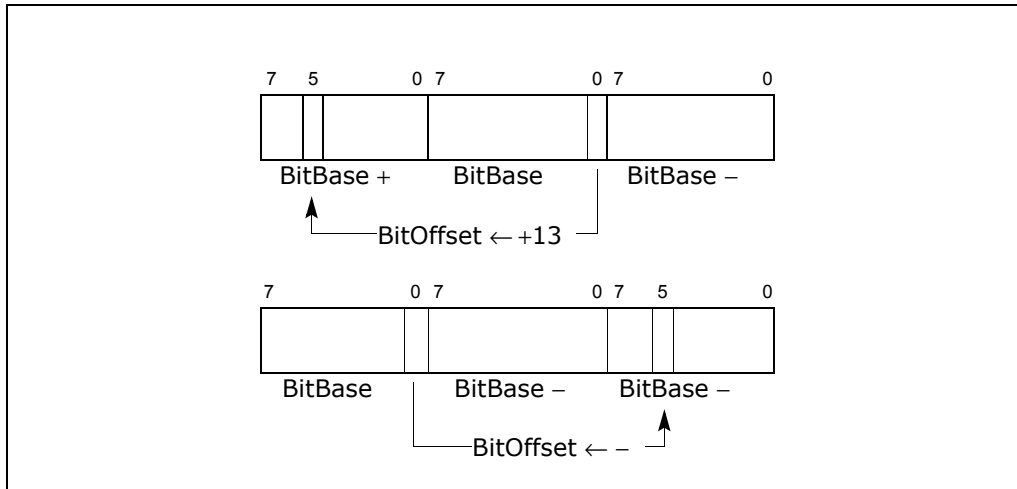 7 5 0 7 0 7 0
BitBase + BitBase BitBase −
BitOffset ← +13
7 0 7 0 7 5 0
BitBase BitBase − BitBase −
BitOffset ← −